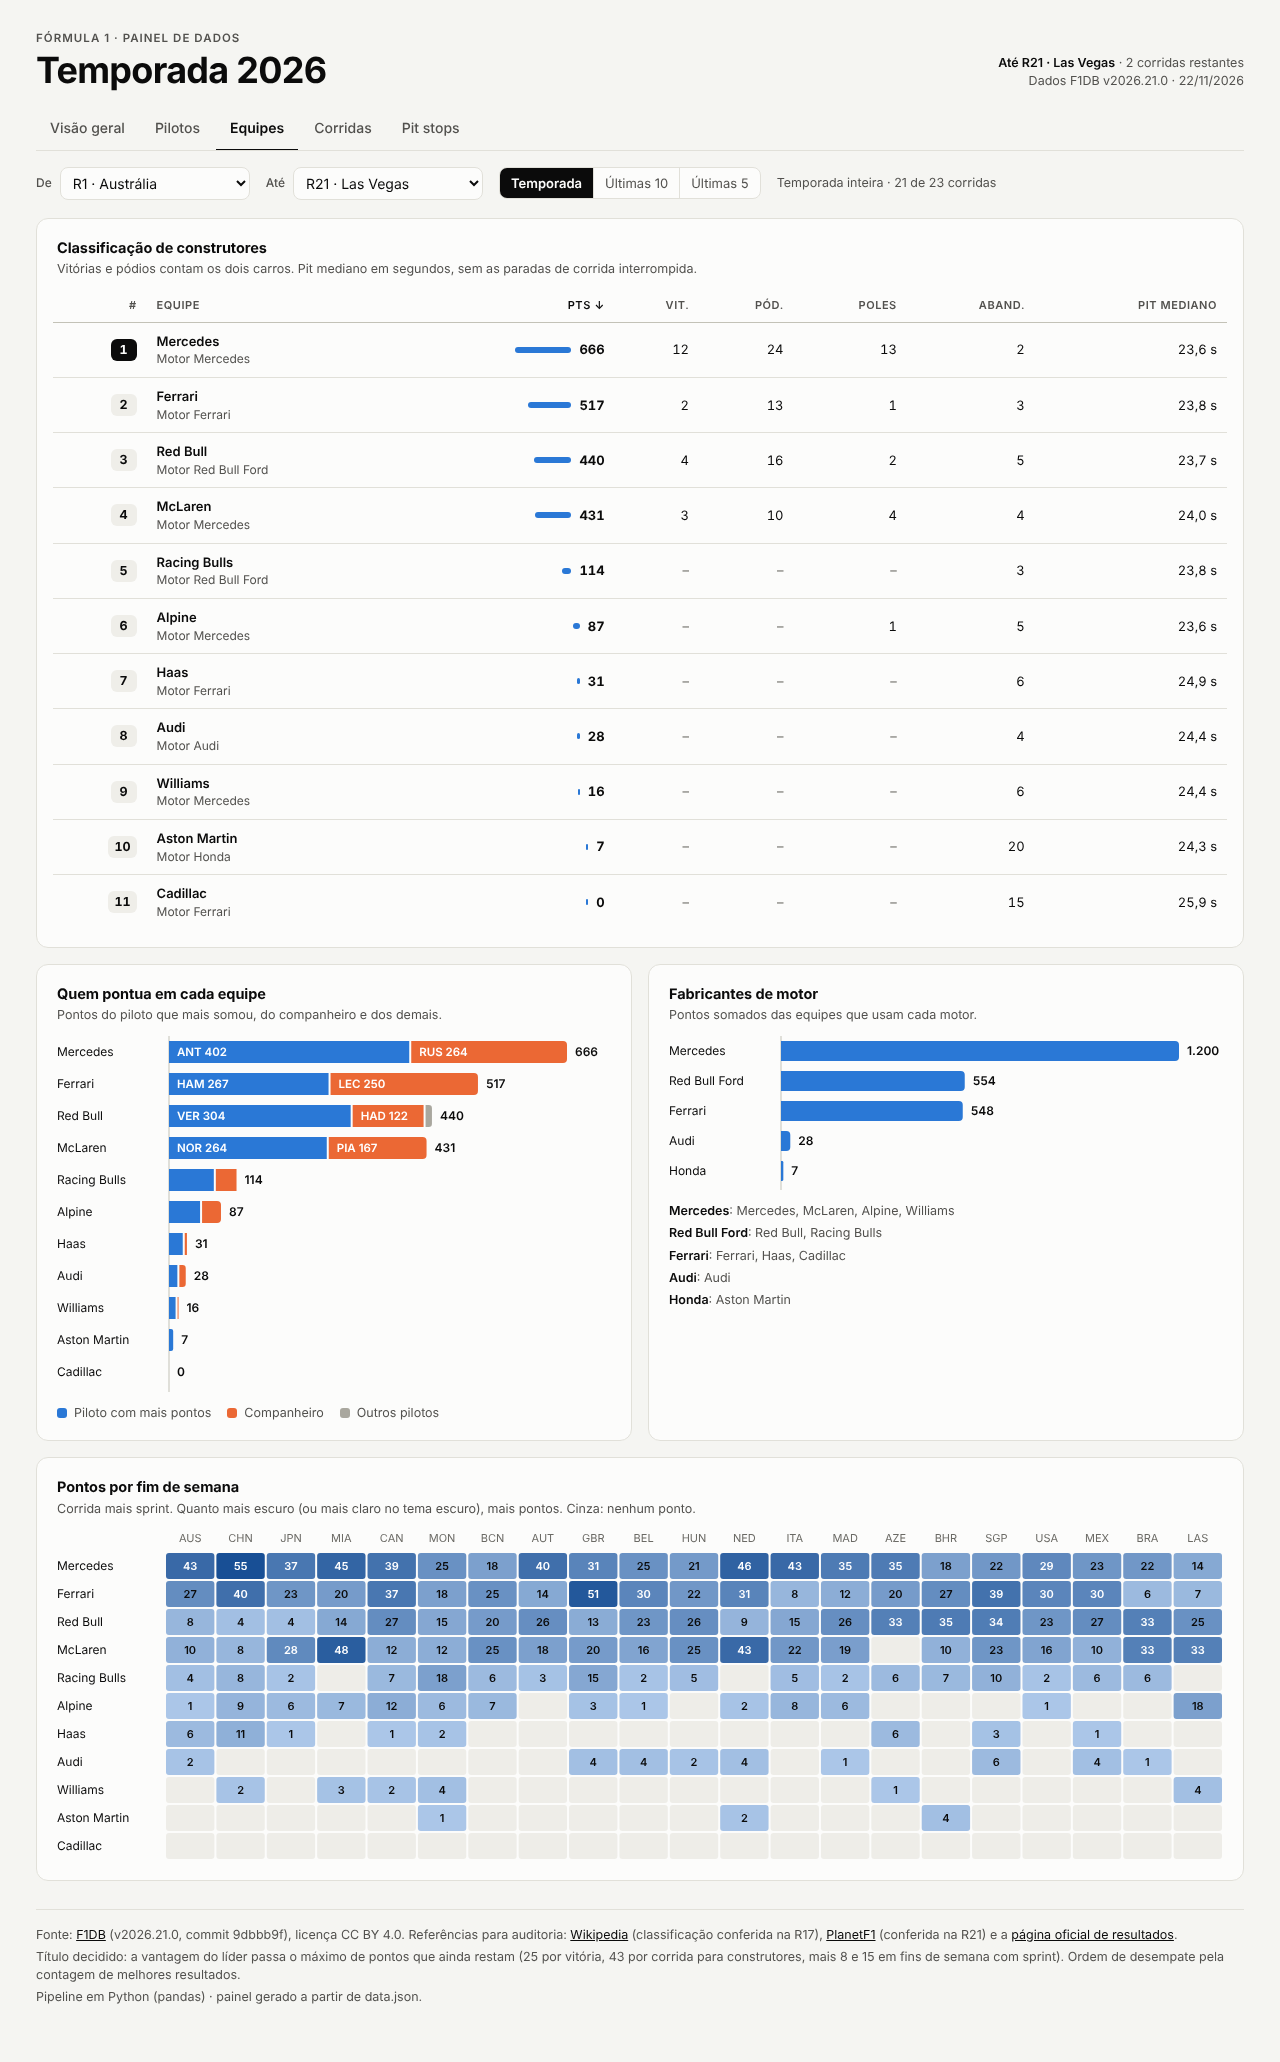 FÓRMULA 1 · PAINEL DE DADOS
Temporada 2026
Até R21 · Las Vegas · 2 corridas restantes
Dados F1DB v2026.21.0 · 22/11/2026
Visão geral Pilotos Equipes Corridas Pit stops
De R1 · Austrália Até R21 · Las Vegas Temporada Últimas 10 Últimas 5 Temporada inteira · 21 de 23 corridas
Classificação de construtores
Vitórias e pódios contam os dois carros. Pit mediano em segundos, sem as paradas de corrida interrompida.
# EQUIPE PTS ↓ VIT. PÓD. POLES ABAND. PIT MEDIANO
1 Mercedes 666 12 24 13 2 23,6 s
Motor Mercedes
2 Ferrari 517 2 13 1 3 23,8 s
Motor Ferrari
3 Red Bull 440 4 16 2 5 23,7 s
Motor Red Bull Ford
4 McLaren 431 3 10 4 4 24,0 s
Motor Mercedes
5 Racing Bulls 114 – – – 3 23,8 s
Motor Red Bull Ford
6 Alpine 87 – – 1 5 23,6 s
Motor Mercedes
7 Haas 31 – – – 6 24,9 s
Motor Ferrari
8 Audi 28 – – – 4 24,4 s
Motor Audi
9 Williams 16 – – – 6 24,4 s
Motor Mercedes
10 Aston Martin 7 – – – 20 24,3 s
Motor Honda
11 Cadillac 0 – – – 15 25,9 s
Motor Ferrari
Quem pontua em cada equipe
Pontos do piloto que mais somou, do companheiro e dos demais.
Mercedes ANT 402 RUS 264 666
Ferrari HAM 267 LEC 250 517
Red Bull VER 304 HAD 122 440
McLaren NOR 264 PIA 167 431
Racing Bulls 114
Alpine 87
Haas 31
Audi 28
Williams 16
Aston Martin 7
Cadillac 0
Piloto com mais pontos Companheiro Outros pilotos
Fabricantes de motor
Pontos somados das equipes que usam cada motor.
Mercedes 1.200
Red Bull Ford 554
Ferrari 548
Audi 28
Honda 7
Mercedes: Mercedes, McLaren, Alpine, Williams
Red Bull Ford: Red Bull, Racing Bulls
Ferrari: Ferrari, Haas, Cadillac
Audi: Audi
Honda: Aston Martin
Pontos por fim de semana
Corrida mais sprint. Quanto mais escuro (ou mais claro no tema escuro), mais pontos. Cinza: nenhum ponto.
AUS CHN JPN MIA CAN MON BCN AUT GBR BEL HUN NED ITA MAD AZE BHR SGP USA MEX BRA LAS
Mercedes 43 55 37 45 39 25 18 40 31 25 21 46 43 35 35 18 22 29 23 22 14
Ferrari 27 40 23 20 37 18 25 14 51 30 22 31 8 12 20 27 39 30 30 6 7
Red Bull 8 4 4 14 27 15 20 26 13 23 26 9 15 26 33 35 34 23 27 33 25
McLaren 10 8 28 48 12 12 25 18 20 16 25 43 22 19 10 23 16 10 33 33
Racing Bulls 4 8 2 7 18 6 3 15 2 5 5 2 6 7 10 2 6 6
Alpine 1 9 6 7 12 6 7 3 1 2 8 6 1 18
Haas 6 11 1 1 2 6 3 1
Audi 2 4 4 2 4 1 6 4 1
Williams 2 3 2 4 1 4
Aston Martin 1 2 4
Cadillac
Fonte: F1DB (v2026.21.0, commit 9dbbb9f), licença CC BY 4.0. Referências para auditoria: Wikipedia (classificação conferida na R17), PlanetF1 (conferida na R21) e a página oficial de resultados.
Título decidido: a vantagem do líder passa o máximo de pontos que ainda restam (25 por vitória, 43 por corrida para construtores, mais 8 e 15 em fins de semana com sprint). Ordem de desempate pela
contagem de melhores resultados.
Pipeline em Python (pandas) · painel gerado a partir de data.json.